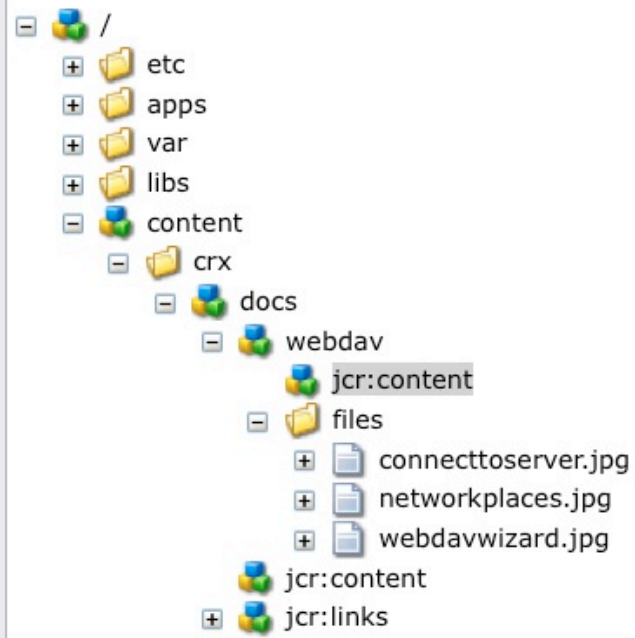 /
etc
apps
var
libs
content
crx
docs
webdav
jcr:content
files
connecttoserver.jpg
networkplaces.jpg
webdavwizard.jpg
jcr:content
jcr:links